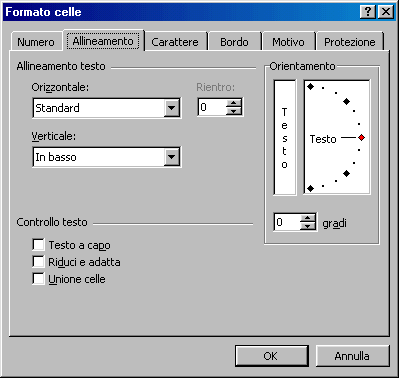 Formato celle
Numero
Allineamento
Carattere
Bordo
Motivo
Protezione
Allineamento testo
Orizzontale:
Rientro:
Standard
0
Verticale:
In basso
Orientamento
T
e
s
t
o
Testo
0
gradi
Controllo testo
Testo a capo
Riduci e adatta
Unione celle
OK
Annulla